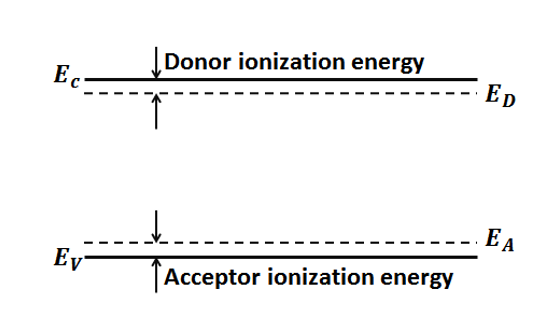 Donor ionization energy
E_c
E_D
E_A
E_V
Acceptor ionization energy